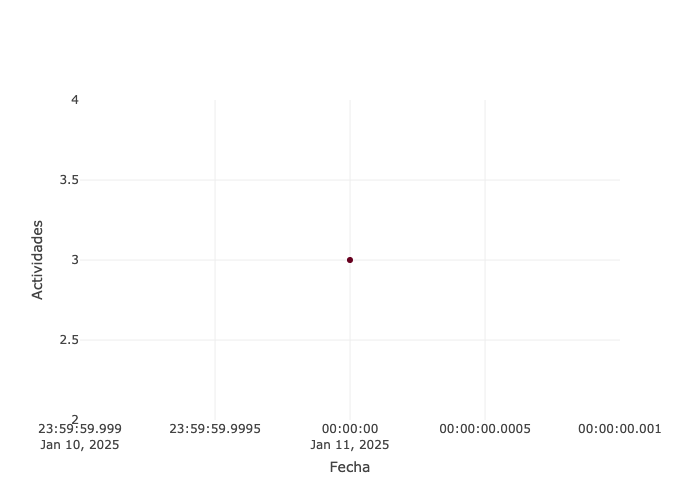 4
3.5
Actividades
3
2.5
2
23:59:59.999
Jan 10, 2025
23:59:59.9995
00:00:00
Jan 11, 2025
00:00:00.0005
00:00:00.001
Fecha